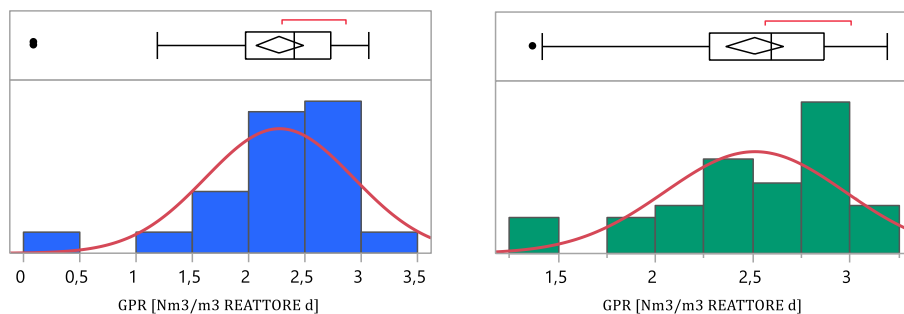 0 0,5 1 1,5 2 2,5 3 3,5
GPR [Nm3/m3 REATTORE d]
1,5 2 2,5 3
GPR [Nm3/m3 REATTORE d]